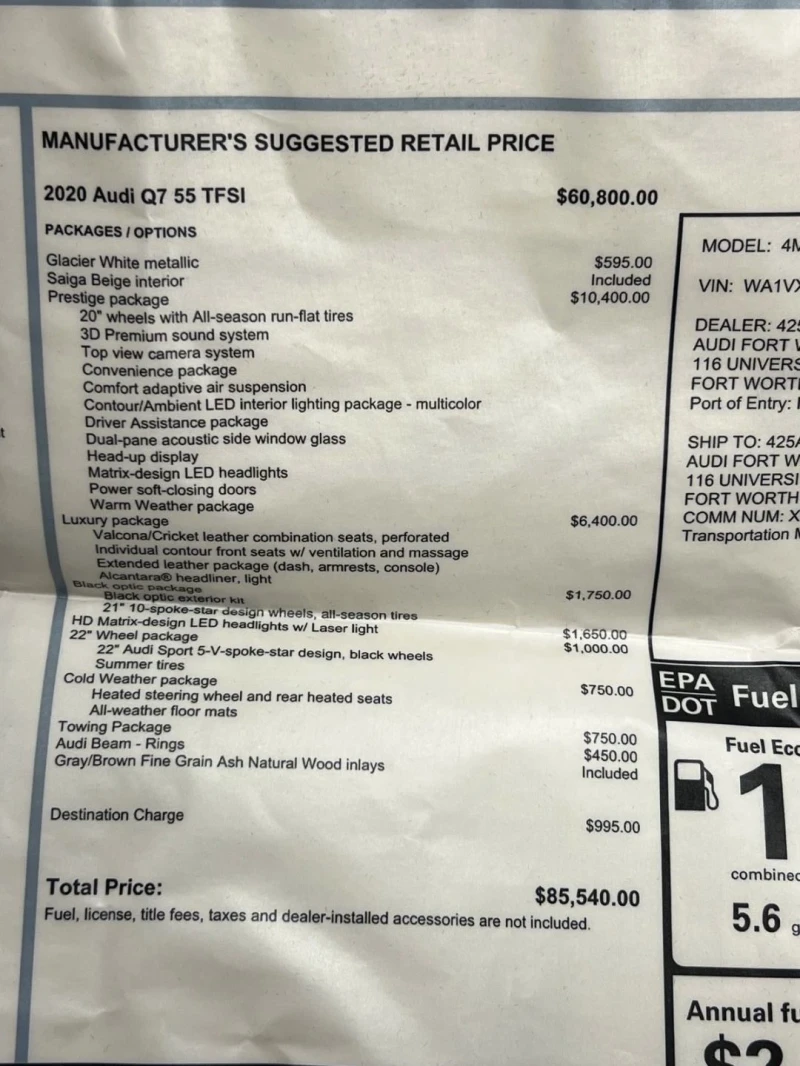 MANUFACTURER'S SUGGESTED RETAIL PRICE
2020 Audi Q7 55 TFSI $60,800.00
PACKAGES / OPTIONS
Glacier White metallic $595.00
Saiga Beige interior Included
Prestige package $10,400.00
20" wheels with All-season run-flat tires
3D Premium sound system
Top view camera system
Convenience package
Comfort adaptive air suspension
Contour/Ambient LED interior lighting package - multicolor
Driver Assistance package
Dual-pane acoustic side window glass
Head-up display
Matrix-design LED headlights
Power soft-closing doors
Warm Weather package
Luxury package $6,400.00
Valcona/Cricket leather combination seats, perforated
Individual contour front seats w/ ventilation and massage
Extended leather package (dash, armrests, console)
Alcantara® headliner, light
Black optic package $1,750.00
Black optic exterior kit
21" 10-spoke-star design wheels, all-season tires
HD Matrix-design LED headlights w/ Laser light $1,650.00
22" Wheel package $1,000.00
22" Audi Sport 5-V-spoke-star design, black wheels
Summer tires
Cold Weather package $750.00
Heated steering wheel and rear heated seats
All-weather floor mats
Towing Package $750.00
Audi Beam - Rings $450.00
Gray/Brown Fine Grain Ash Natural Wood inlays Included
Destination Charge $995.00
Total Price: $85,540.00
Fuel, license, title fees, taxes and dealer-installed accessories are not included.
MODEL: 4M
VIN: WA1VX
DEALER: 425
AUDI FORT
116 UNIVERS
FORT WORT
Port of Entry:
SHIP TO: 425A
AUDI FORT W
116 UNIVERSI
FORT WORTH
COMM NUM: X
Transportation
EPA
DOT Fuel
Fuel Eco
1
combined
5.6 g
Annual fu
$2
t